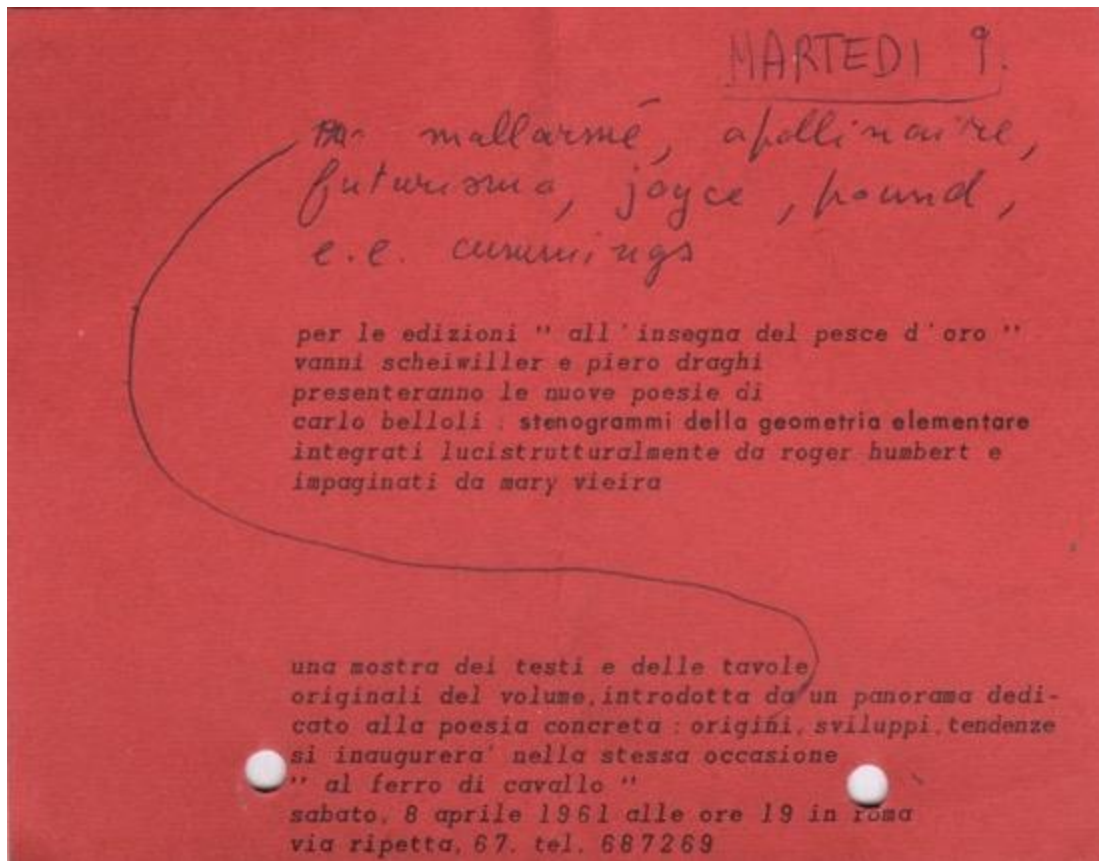 MARTEDI 9.
mallarmé, apollinaire,
futurismo, joyce, pound,
e.e. cummings
per le edizioni " all'insegna del pesce d'oro "
vanni scheiwiller e piero draghi
presenteranno le nuove poesie di
carlo belloli : stenogrammi della geometria elementare
integrati lucistrutturalmente da roger humbert e
impaginati da mary vieira
una mostra dei testi e delle tavole
originali del volume, introdotta da un panorama dedi-
cato alla poesia concreta : origini, sviluppi, tendenze
si inaugurera' nella stessa occasione
" al ferro di cavallo "
sabato, 8 aprile 1961 alle ore 19 in roma
via ripetta, 67. tel. 687269